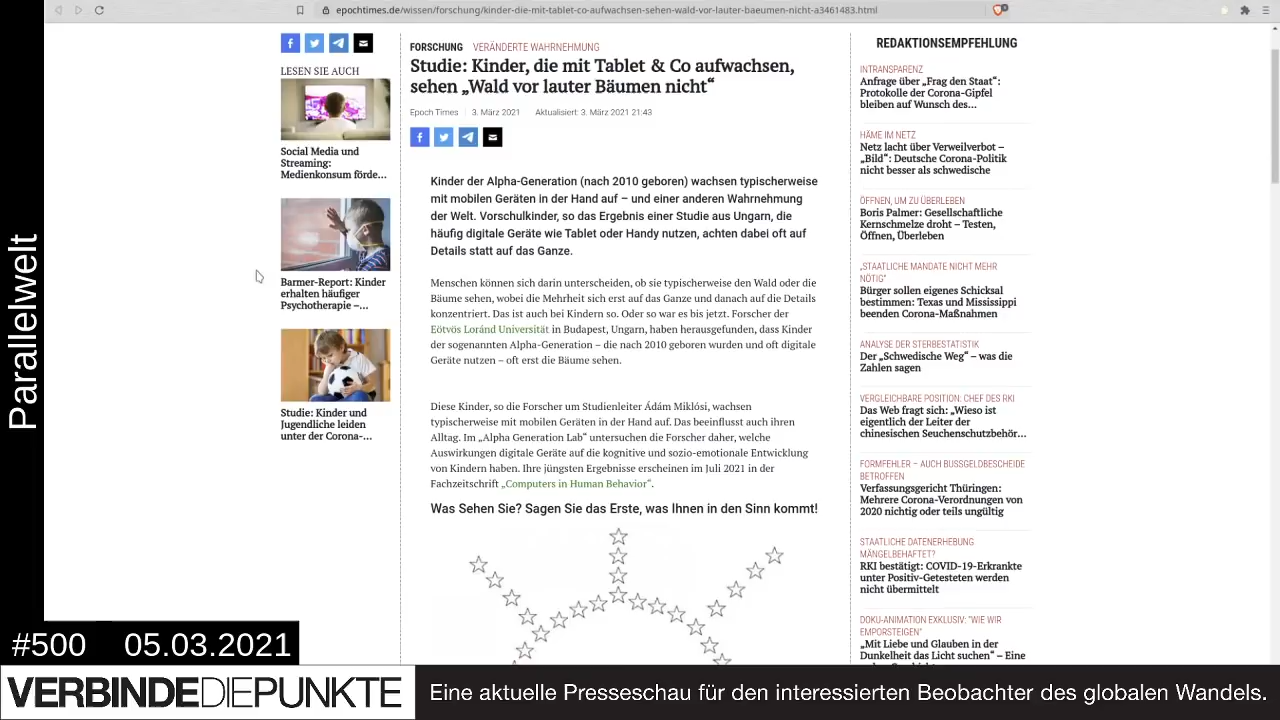 epochtimes.de/wissen/forschung/kinder-die-mit-tablet-co-aufwachsen-sehen-wald-vor-lauter-baeumen-nicht-a3461483.html
LESEN SIE AUCH
Social Media und
Streaming:
Medienkonsum förde...
Barmer-Report: Kinder
erhalten häufiger
Psychotherapie –...
Studie: Kinder und
Jugendliche leiden
unter der Corona-...
FORSCHUNG VERÄNDERTE WAHRNEHMUNG
Studie: Kinder, die mit Tablet & Co aufwachsen,
sehen „Wald vor lauter Bäumen nicht“
Epoch Times 3. März 2021 Aktualisiert: 3. März 2021 21:43
Kinder der Alpha-Generation (nach 2010 geboren) wachsen typischerweise
mit mobilen Geräten in der Hand auf – und einer anderen Wahrnehmung
der Welt. Vorschulkinder, so das Ergebnis einer Studie aus Ungarn, die
häufig digitale Geräte wie Tablet oder Handy nutzen, achten dabei oft auf
Details statt auf das Ganze.
Menschen können sich darin unterscheiden, ob sie typischerweise den Wald oder die
Bäume sehen, wobei die Mehrheit sich erst auf das Ganze und danach auf die Details
konzentriert. Das ist auch bei Kindern so. Oder so war es bis jetzt. Forscher der
Eötvös Loránd Universität in Budapest, Ungarn, haben herausgefunden, dass Kinder
der sogenannten Alpha-Generation – die nach 2010 geboren wurden und oft digitale
Geräte nutzen – oft erst die Bäume sehen.
Diese Kinder, so die Forscher um Studienleiter Ádám Miklósi, wachsen
typischerweise mit mobilen Geräten in der Hand auf. Das beeinflusst auch ihren
Alltag. Im „Alpha Generation Lab“ untersuchen die Forscher daher, welche
Auswirkungen digitale Geräte auf die kognitive und sozio-emotionale Entwicklung
von Kindern haben. Ihre jüngsten Ergebnisse erscheinen im Juli 2021 in der
Fachzeitschrift „Computers in Human Behavior“.
Was Sehen Sie? Sagen Sie das Erste, was Ihnen in den Sinn kommt!
REDAKTIONSEMPFEHLUNG
INTRANSPARENZ
Anfrage über „Frag den Staat“:
Protokolle der Corona-Gipfel
bleiben auf Wunsch des...
HÄME IM NETZ
Netz lacht über Verweilverbot –
„Bild“: Deutsche Corona-Politik
nicht besser als schwedische
ÖFFNEN, UM ZU ÜBERLEBEN
Boris Palmer: Gesellschaftliche
Kernschmelze droht – Testen,
Öffnen, Überleben
„STAATLICHE MANDATE NICHT MEHR
NÖTIG“
Bürger sollen eigenes Schicksal
bestimmen: Texas und Mississippi
beenden Corona-Maßnahmen
ANALYSE DER STERBESTATISTIK
Der „Schwedische Weg“ – was die
Zahlen sagen
VERGLEICHBARE POSITION: CHEF DES RKI
Das Web fragt sich: „Wieso ist
eigentlich der Leiter der
chinesischen Seuchenschutzbehör...
FORMFEHLER – AUCH BUSSGELDBESCHEIDE
BETROFFEN
Verfassungsgericht Thüringen:
Mehrere Corona-Verordnungen von
2020 nichtig oder teils ungültig
STAATLICHE DATENERHEBUNG
MÄNGELBEHAFTET?
RKI bestätigt: COVID-19-Erkrankte
unter Positiv-Getesteten werden
nicht übermittelt
DOKU-ANIMATION EXKLUSIV: "WIE WIR
EMPORSTEIGEN"
„Mit Liebe und Glauben in der
Dunkelheit das Licht suchen“ – Eine
Parallelwelt
#500 05.03.2021
VERBINDEDIEPUNKTE
Eine aktuelle Presseschau für den interessierten Beobachter des globalen Wandels.